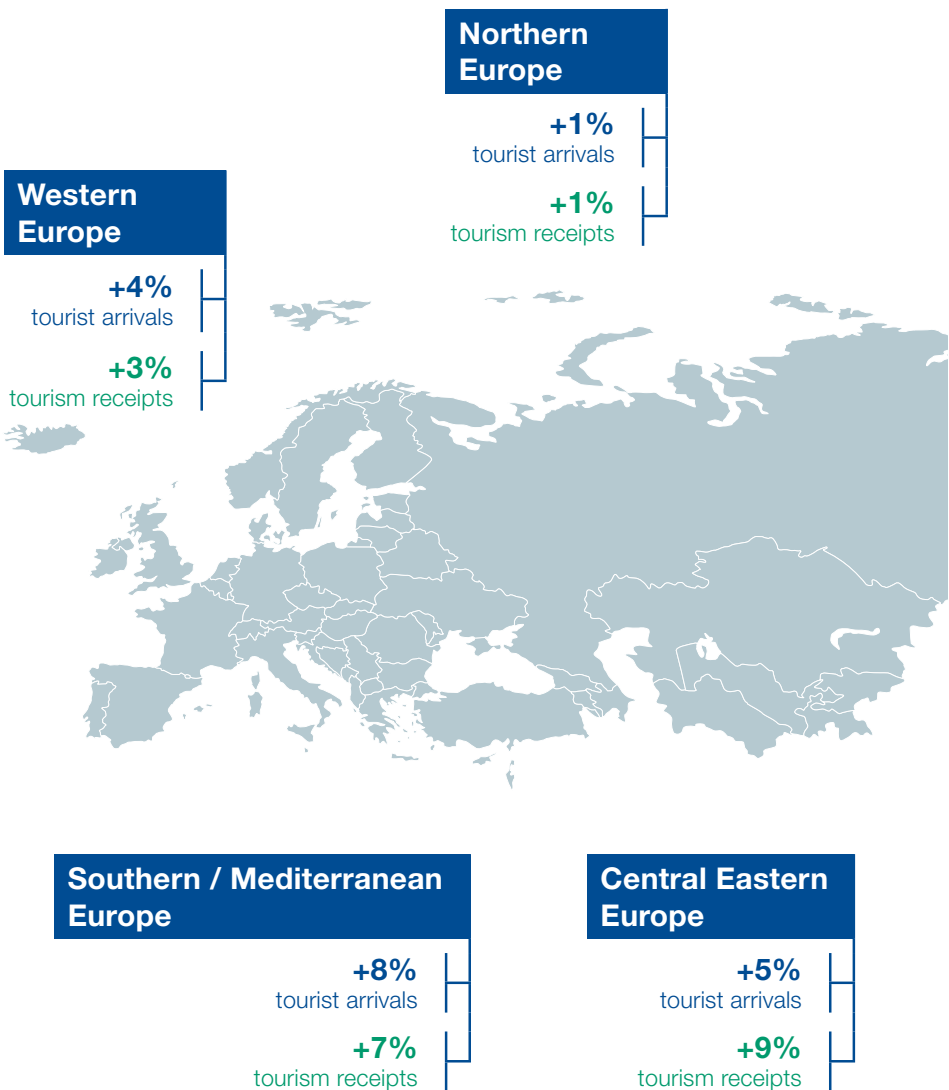 Northern
Europe
+1%
tourist arrivals
+1%
tourism receipts
Western
Europe
+4%
tourist arrivals
+3%
tourism receipts
Southern / Mediterranean
Europe
+8%
tourist arrivals
+7%
tourism receipts
Central Eastern
Europe
+5%
tourist arrivals
+9%
tourism receipts